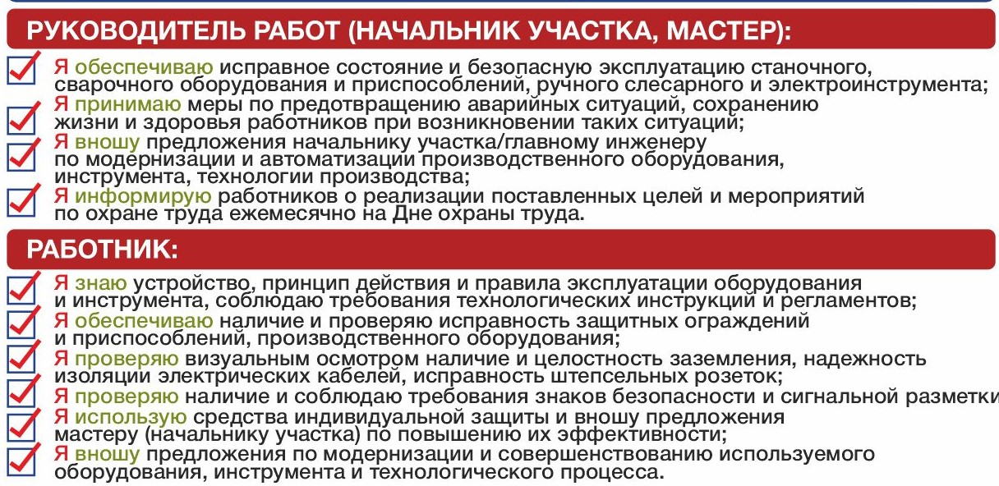 РУКОВОДИТЕЛЬ РАБОТ (НАЧАЛЬНИК УЧАСТКА, МАСТЕР):
Я обеспечиваю исправное состояние и безопасную эксплуатацию станочного,
сварочного оборудования и приспособлений, ручного слесарного и электроинструмента;
Я принимаю меры по предотвращению аварийных ситуаций, сохранению
жизни и здоровья работников при возникновении таких ситуаций;
Я вношу предложения начальнику участка/главному инженеру
по модернизации и автоматизации производственного оборудования,
инструмента, технологии производства;
Я информирую работников о реализации поставленных целей и мероприятий
по охране труда ежемесячно на Дне охраны труда.
РАБОТНИК:
Я знаю устройство, принцип действия и правила эксплуатации оборудования
и инструмента, соблюдаю требования технологических инструкций и регламентов;
Я обеспечиваю наличие и проверяю исправность защитных ограждений
и приспособлений, производственного оборудования;
Я проверяю визуальным осмотром наличие и целостность заземления, надежность
изоляции электрических кабелей, исправность штепсельных розеток;
Я проверяю наличие и соблюдаю требования знаков безопасности и сигнальной разметки
Я использую средства индивидуальной защиты и вношу предложения
мастеру (начальнику участка) по повышению их эффективности;
Я вношу предложения по модернизации и совершенствованию используемого
оборудования, инструмента и технологического процесса.